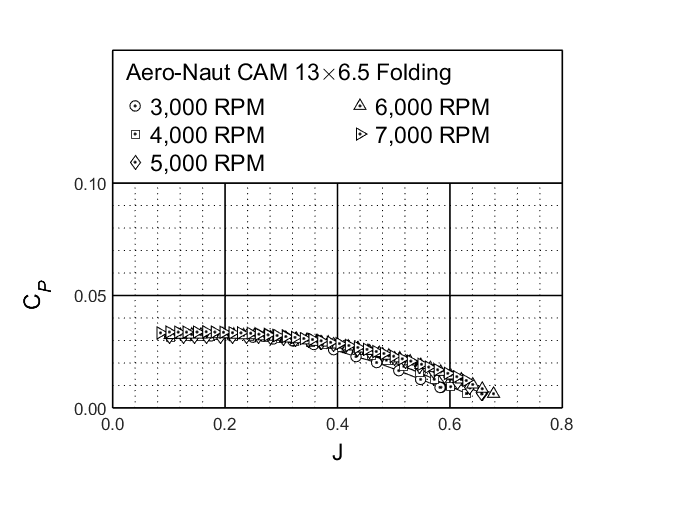 Aero-Naut CAM 13×6.5 Folding
3,000 RPM
6,000 RPM
4,000 RPM
7,000 RPM
5,000 RPM
0.10
0.05
0.00
C_P
0.0 0.2 0.4 0.6 0.8
J